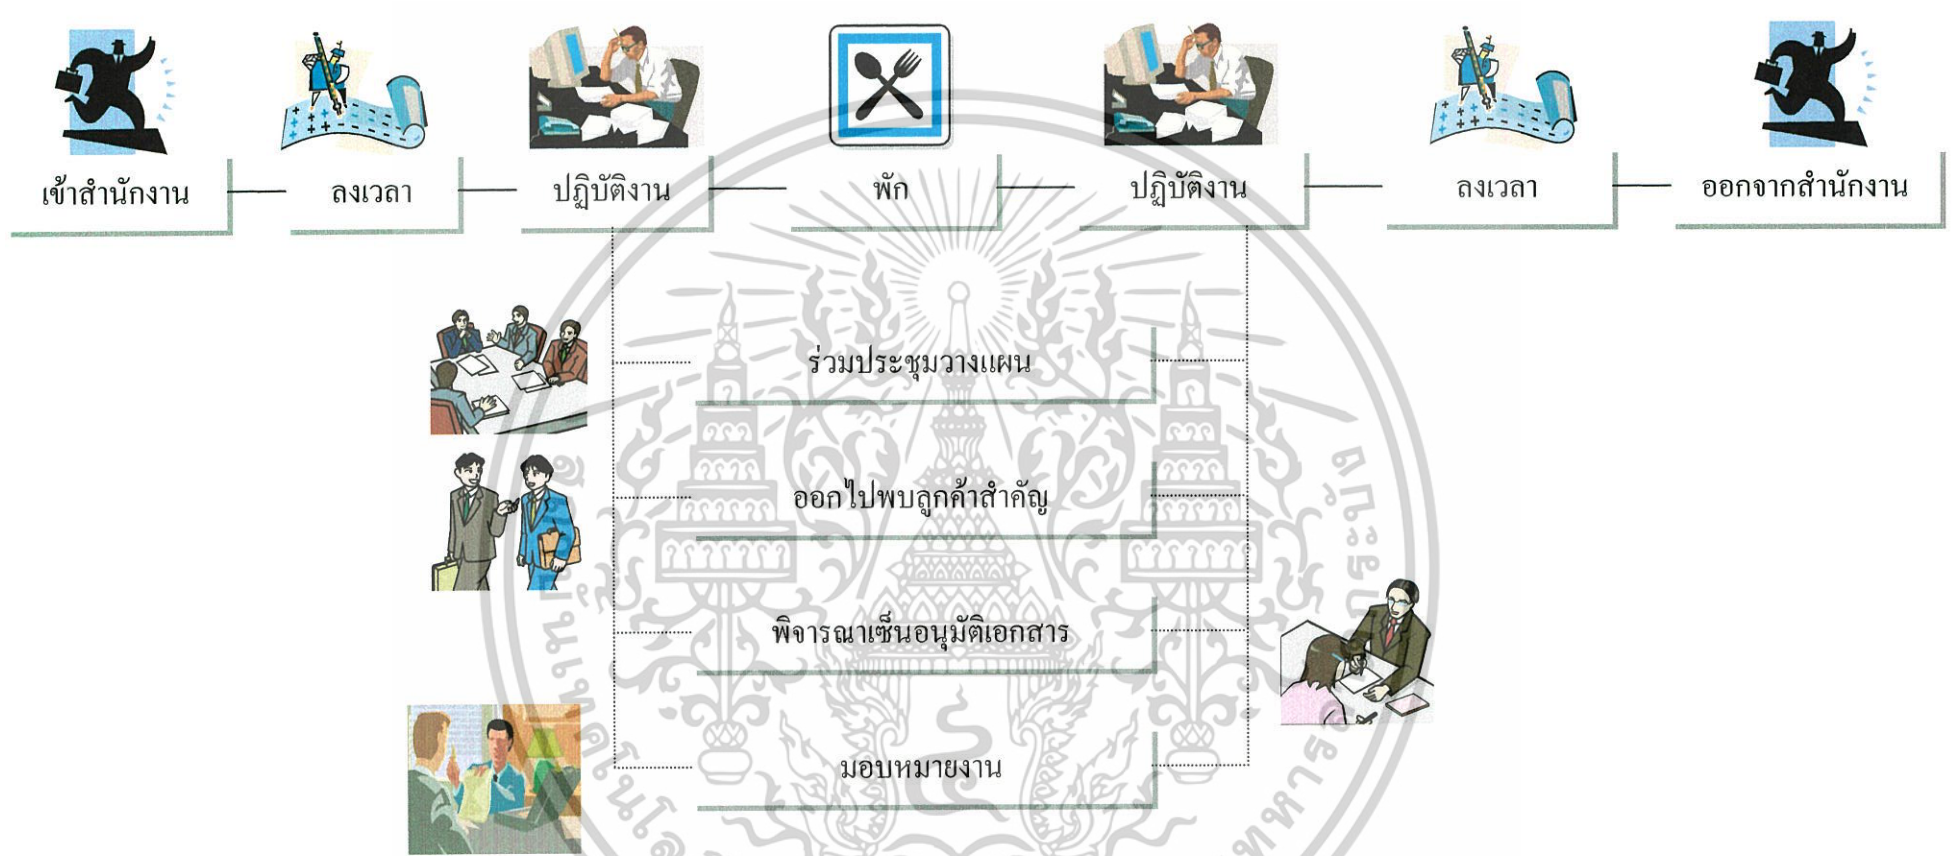 เข้าสำนักงาน
ลงเวลา
ปฏิบัติงาน
พัก
ปฏิบัติงาน
ลงเวลา
ออกจากสำนักงาน
ร่วมประชุมวางแผน
ออกไปพบลูกค้าสำคัญ
พิจารณาเซ็นอนุมัติเอกสาร
มอบหมายงาน